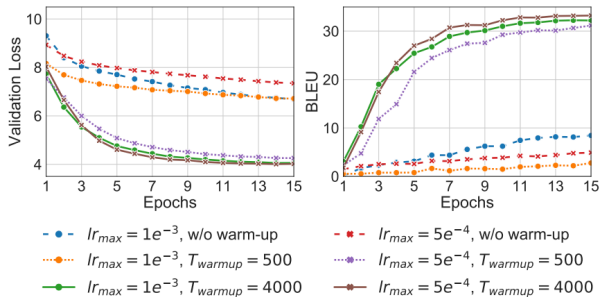 Validation Loss
10
8
6
4
1 3 5 7 9 11 13 15
Epochs
BLEU
30
20
10
0
1 3 5 7 9 11 13 15
Epochs
lr_max = 1e^-3, w/o warm-up
lr_max = 1e^-3, T_warmup = 500
lr_max = 1e^-3, T_warmup = 4000
lr_max = 5e^-4, w/o warm-up
lr_max = 5e^-4, T_warmup = 500
lr_max = 5e^-4, T_warmup = 4000